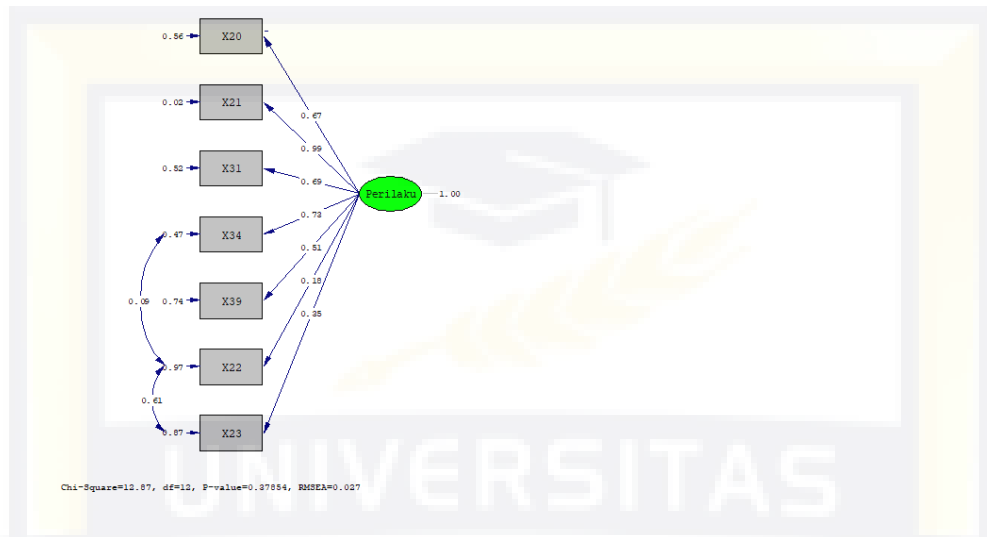 0.56 X20
0.67
0.02 X21
0.99
0.52 X31
0.69
Perilaku 1.00
0.73
0.47 X34
0.51
0.18
0.09 0.74 X39
0.35
0.97 X22
0.61
0.87 X23
Chi-Square=12.87, df=12, P-value=0.37854, RMSEA=0.027
UNIVERSITAS